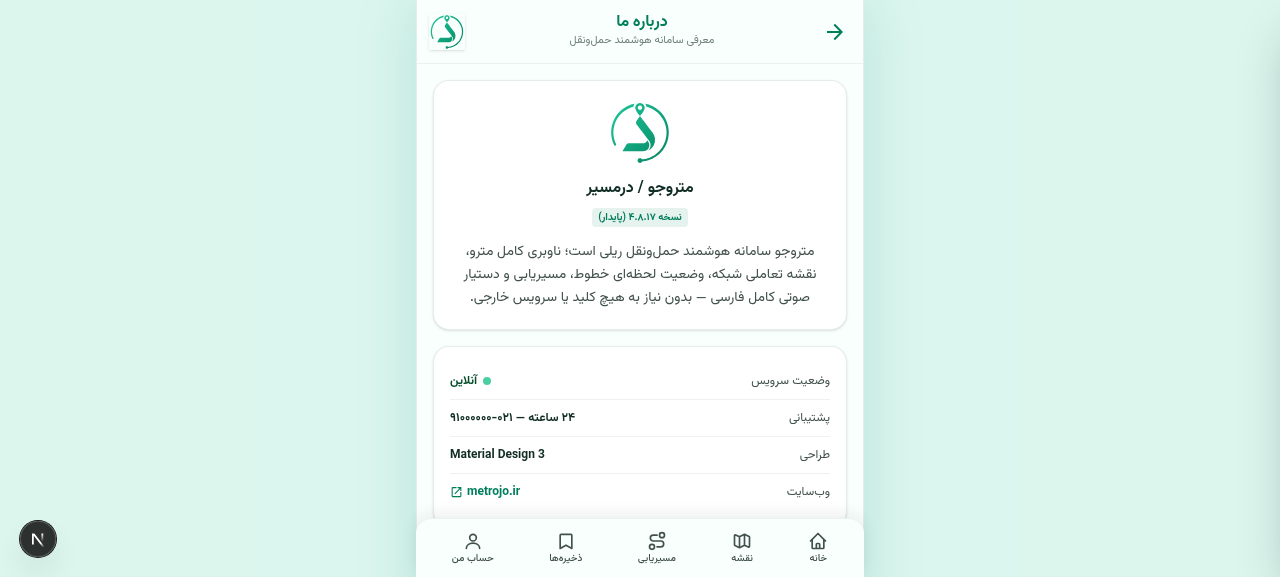 درباره ما
معرفی سامانه هوشمند حمل‌ونقل
متروجو / درمسیر
نسخه ۴.۸.۱۷ (پایدار)
متروجو سامانه هوشمند حمل‌ونقل ریلی است؛ ناوبری کامل مترو،
نقشه تعاملی شبکه، وضعیت لحظه‌ای خطوط، مسیریابی و دستیار
صوتی کامل فارسی — بدون نیاز به هیچ کلید یا سرویس خارجی.
وضعیت سرویس آنلاین
پشتیبانی ۲۴ ساعته — ۰۲۱-۹۱۰۰۰۰۰۰
طراحی Material Design 3
وب‌سایت metrojo.ir
خانه نقشه مسیریابی ذخیره‌ها حساب من